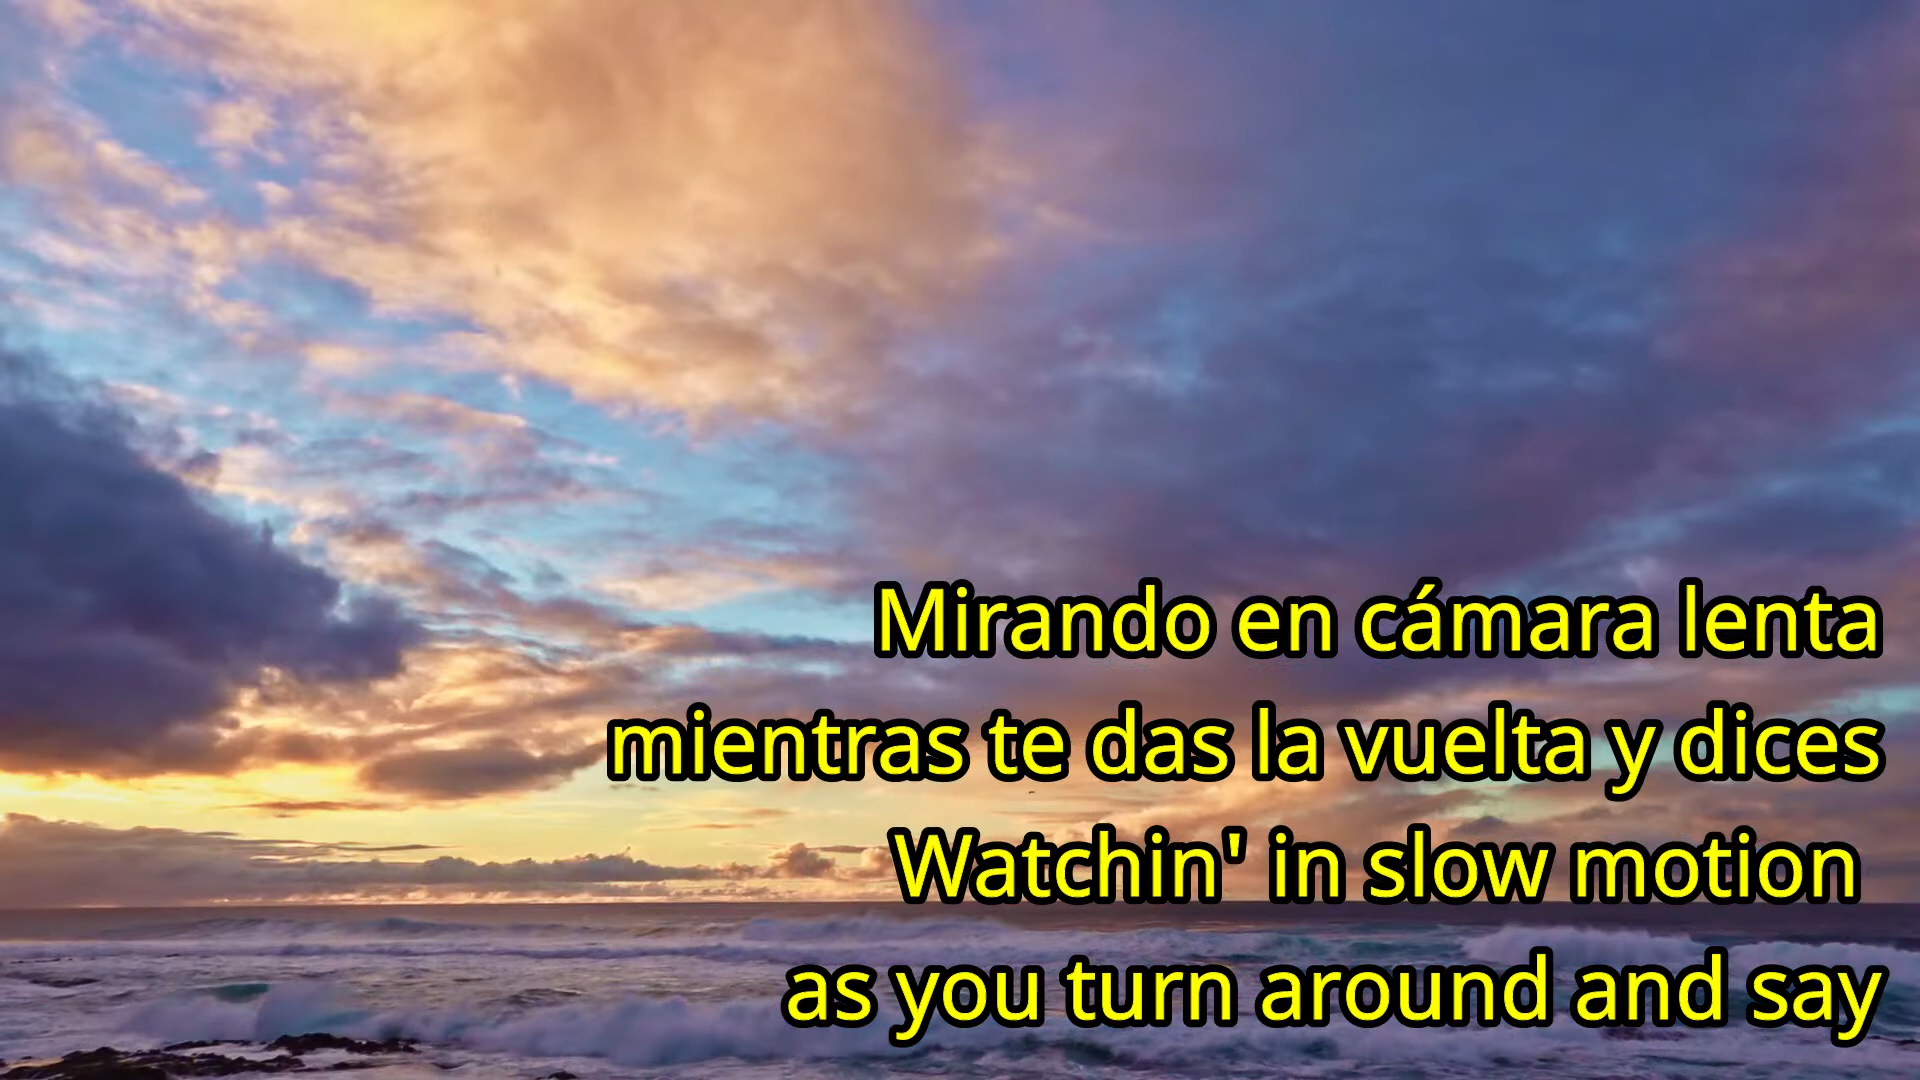 Mirando en cámara lenta
mientras te das la vuelta y dices
Watchin' in slow motion
as you turn around and say